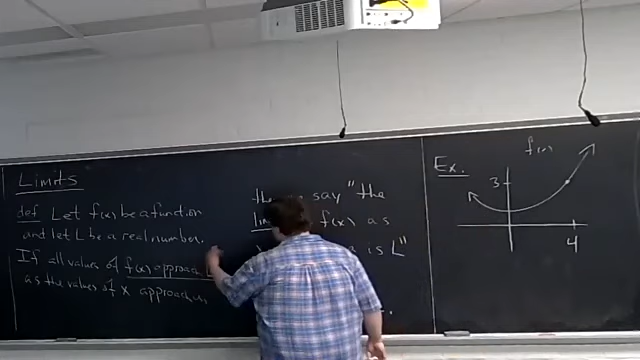 Limits
def Let f(x) be a function
and let L be a real number.
If all values of f(x) approach L
as the values of x approaches
say "the
f(x) as
is L"
Ex.
f(x)
3
4